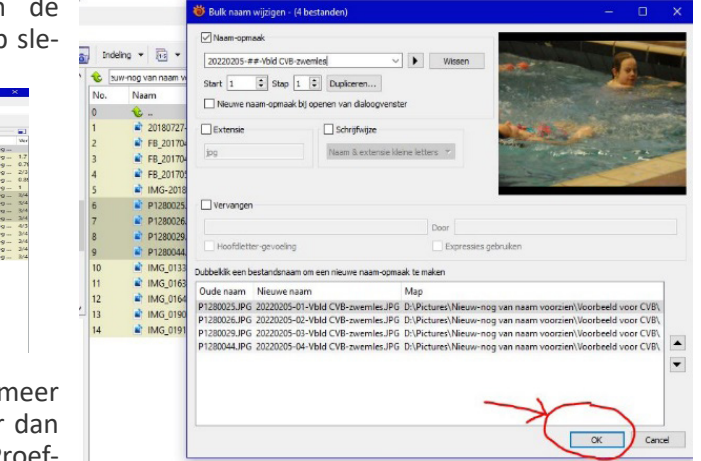 n de
o sle-
meer
r dan
Proef-
Indeling
suw-nog van naam v
No. Naam
0 ..
1 20180727-
2 FB_20170
3 FB_20170
4 FB_20170
5 IMG-2018
6 P1280025.
7 P1280026.
8 P1280029.
9 P1280044.
10 IMG_0133
11 IMG_0163
12 IMG_0164
13 IMG_0190
14 IMG_0191
Bulk naam wijzigen - (4 bestanden)
Naam-opmaak
20220205-##-Vbld CVB-zwemles
Wissen
Start 1 Stap 1 Dupliceren...
Nieuwe naam-opmaak bij openen van dialoogvenster
Extensie Schrijfwijze
jpg Naam & extensie kleine letters
Vervangen
Door
Hoofdletter-gevoeling Expressies gebruiken
Dubbelklik een bestandsnaam om een nieuwe naam-opmaak te maken
Oude naam Nieuwe naam Map
P1280025.JPG 20220205-01-Vbld CVB-zwemles.JPG D:\Pictures\Nieuw-nog van naam voorzien\Voorbeeld voor CVB\
P1280026.JPG 20220205-02-Vbld CVB-zwemles.JPG D:\Pictures\Nieuw-nog van naam voorzien\Voorbeeld voor CVB\
P1280029.JPG 20220205-03-Vbld CVB-zwemles.JPG D:\Pictures\Nieuw-nog van naam voorzien\Voorbeeld voor CVB\
P1280044.JPG 20220205-04-Vbld CVB-zwemles.JPG D:\Pictures\Nieuw-nog van naam voorzien\Voorbeeld voor CVB\
OK Cancel